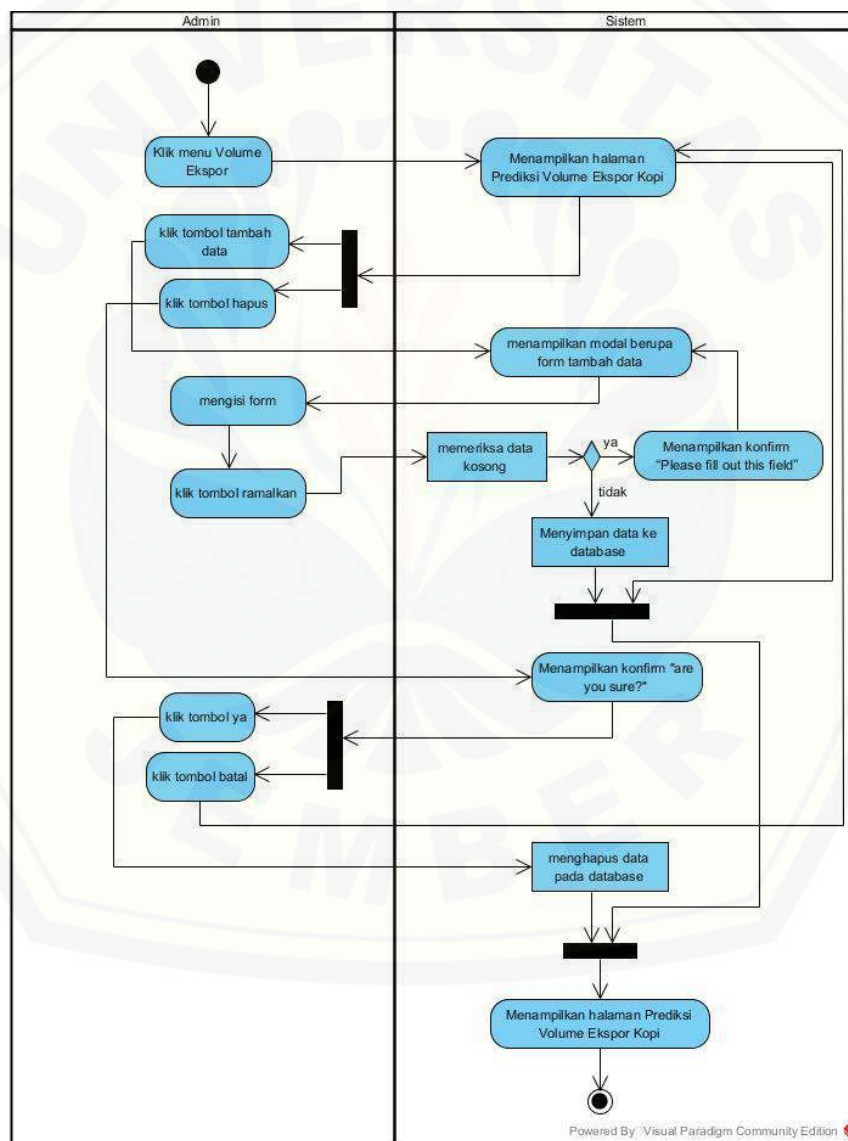 Admin
Sistem
Klik menu Volume
Ekspor
Menampilkan halaman
Prediksi Volume Ekspor Kopi
klik tombol tambah
data
klik tombol hapus
menampilkan modal berupa
form tambah data
mengisi form
klik tombol ramalkan
memeriksa data
kosong
ya
Menampilkan konfirm
“Please fill out this field”
tidak
Menyimpan data ke
database
Menampilkan konfirm "are
you sure?"
klik tombol ya
klik tombol batal
menghapus data
pada database
Menampilkan halaman Prediksi
Volume Ekspor Kopi
Powered By Visual Paradigm Community Edition
UNIVERSITAS
JEMBER